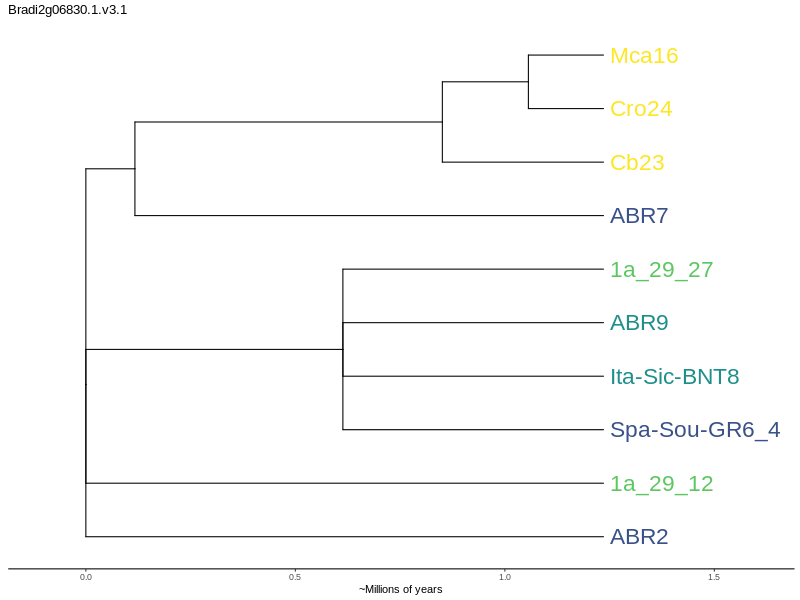 Bradi2g06830.1.v3.1
Mca16
Cro24
Cb23
ABR7
1a_29_27
ABR9
Ita-Sic-BNT8
Spa-Sou-GR6_4
1a_29_12
ABR2
0.0 0.5 1.0 1.5
~Millions of years